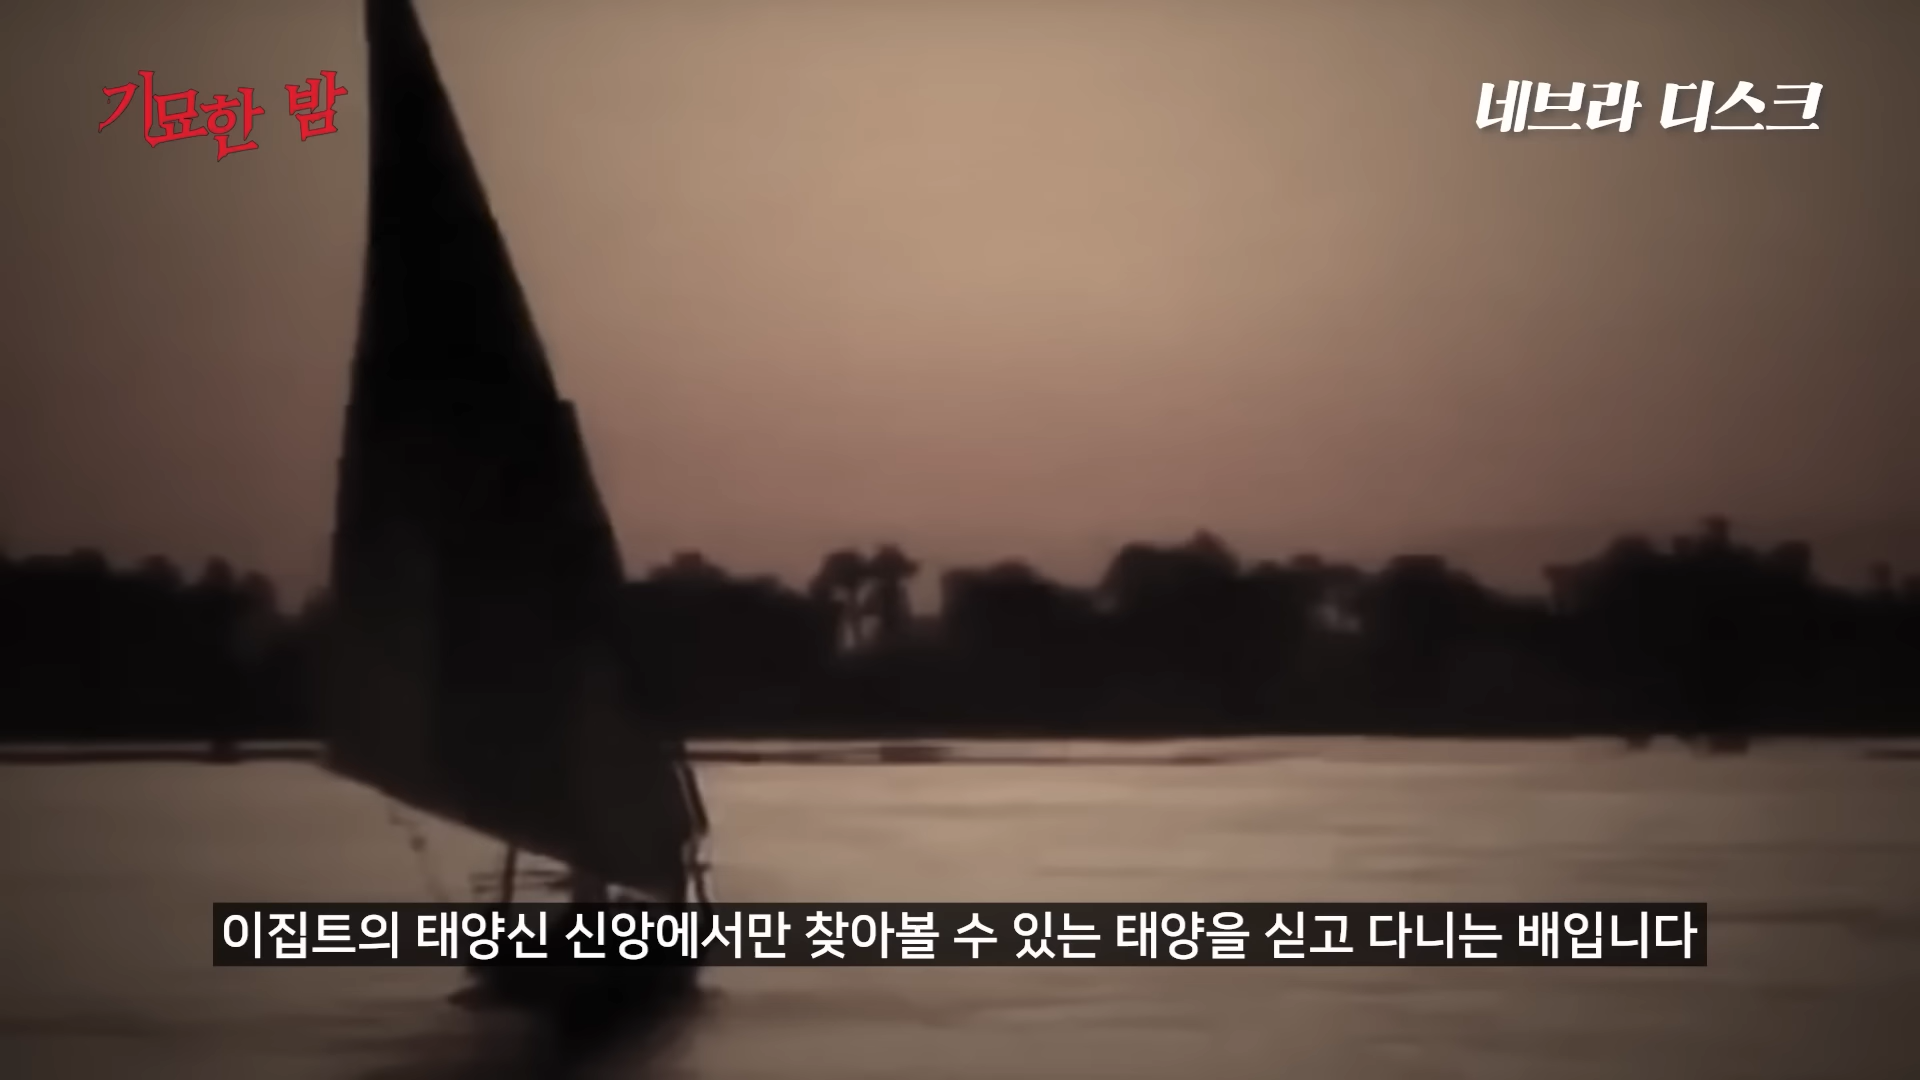 기묘한 밤
네브라 디스크
이집트의 태양신 신앙에서만 찾아볼 수 있는 태양을 싣고 다니는 배입니다